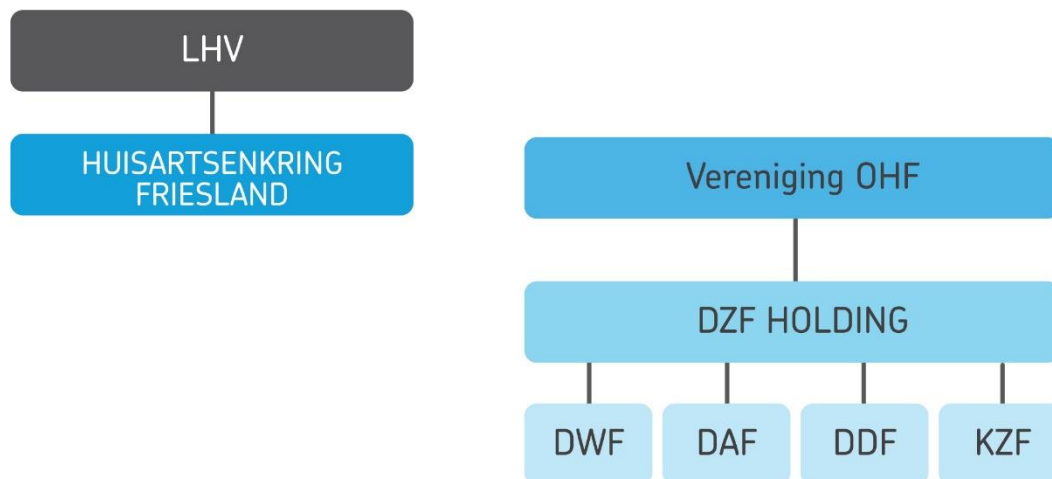 LHV
HUISARTSENKRING
FRIESLAND
Vereniging OHF
DZF HOLDING
DWF
DAF
DDF
KZF